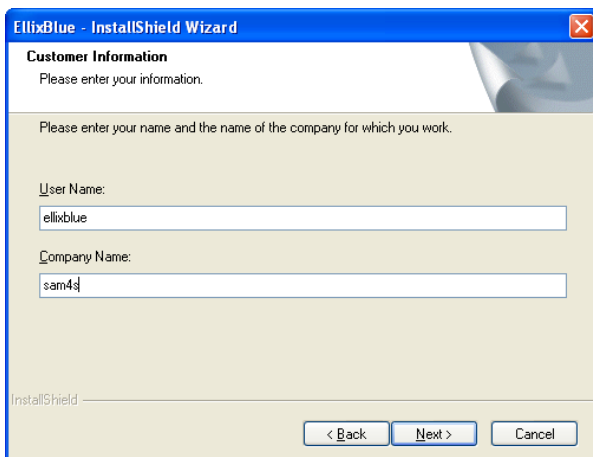 EllixBlue - InstallShield Wizard
Customer Information
Please enter your information.
Please enter your name and the name of the company for which you work.
User Name:
ellixblue
Company Name:
sam4s
InstallShield
< Back Next > Cancel